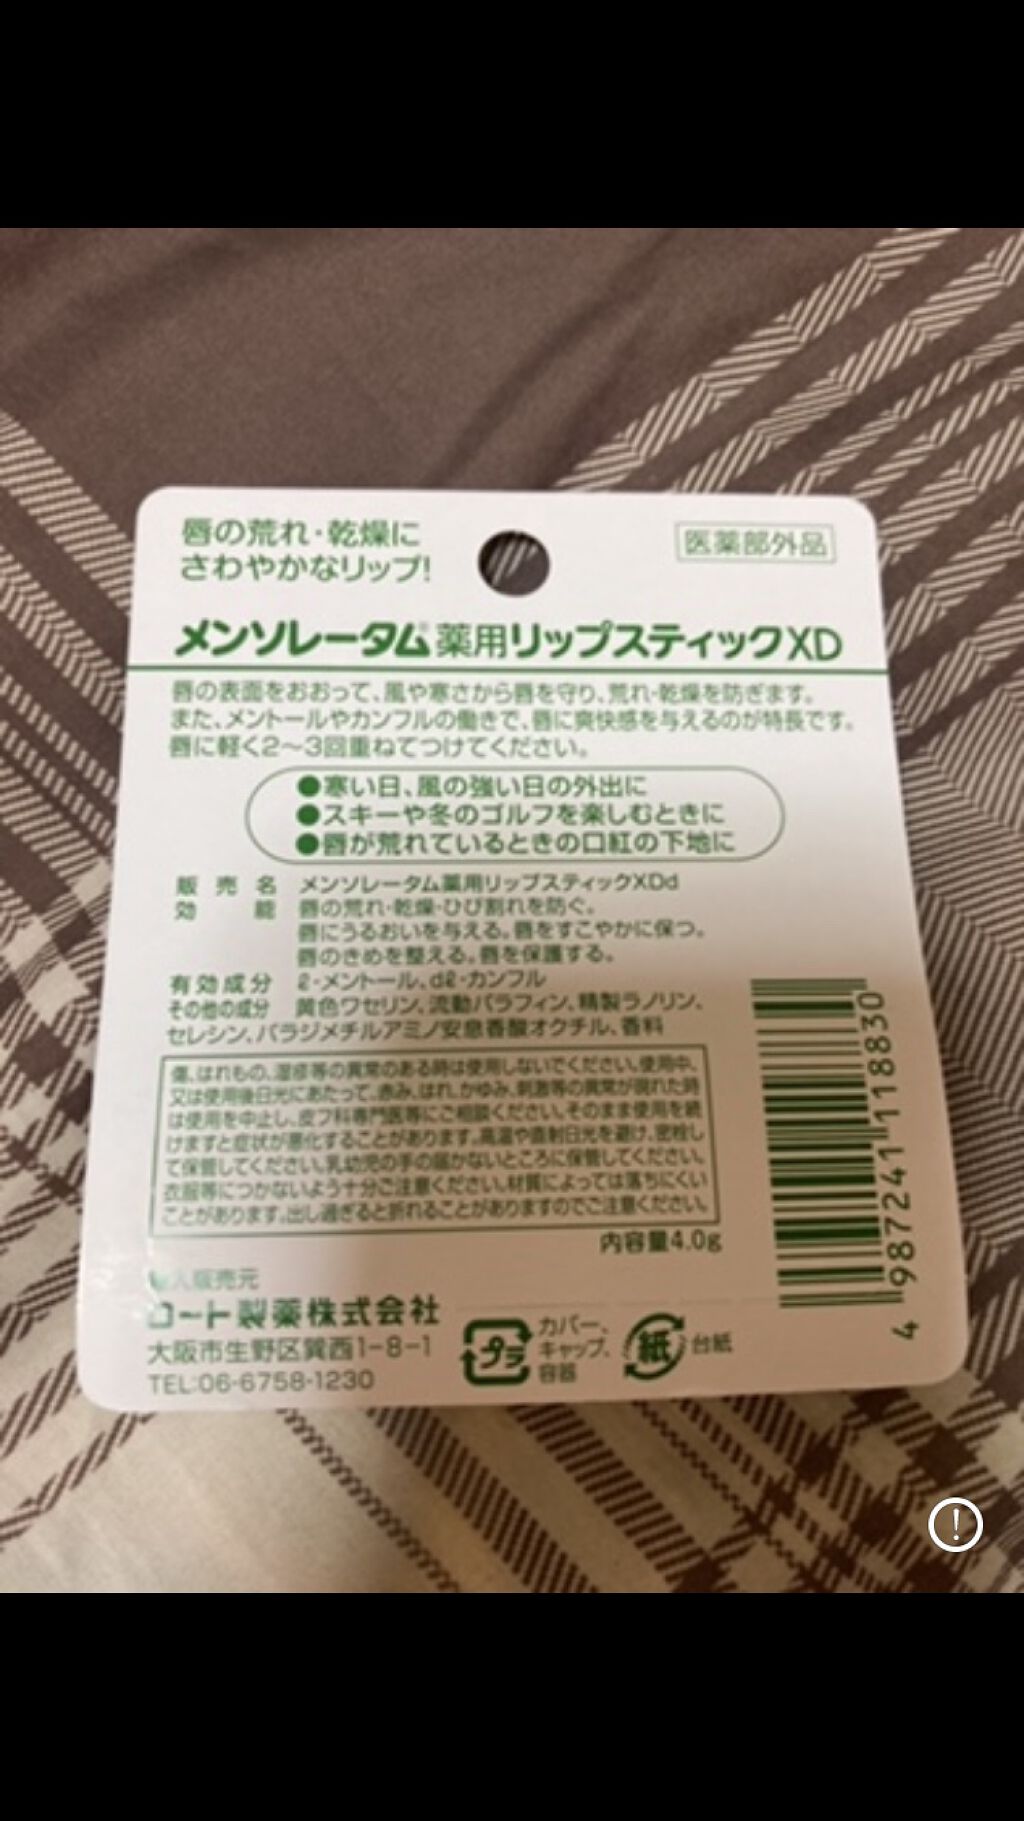 唇の荒れ・乾燥に
さわやかなリップ!
医薬部外品
メンソレータム®薬用リップスティックXD
唇の表面をおおって、風や寒さから唇を守り、荒れ・乾燥を防ぎます。
また、メントールやカンフルの働きで、唇に爽快感を与えるのが特長です。
唇に軽く2〜3回重ねてつけてください。
●寒い日、風の強い日の外出に
●スキーや冬のゴルフを楽しむときに
●唇が荒れているときの口紅の下地に
販売名 メンソレータム薬用リップスティックXDd
効能 唇の荒れ・乾燥・ひび割れを防ぐ。
唇にうるおいを与える。唇をすこやかに保つ。
唇のきめを整える。唇を保護する。
有効成分 ℓ-メントール、dℓ-カンフル
その他の成分 黄色ワセリン、流動パラフィン、精製ラノリン、
セレシン、パラジメチルアミノ安息香酸オクチル、香料
傷、はれもの、湿疹等の異常のある時は使用しないでください。使用中、
又は使用後日光にあたって、赤み、はれ、かゆみ、刺激等の異常が現れた時
は使用を中止し、皮フ科専門医等にご相談ください。そのまま使用を続
けますと症状が悪化することがあります。高温や直射日光を避け、密栓し
て保管してください。乳幼児の手の届かないところに保管してください。
衣服等につかないよう十分ご注意ください。材質によっては落ちにくい
ことがあります。出し過ぎると折れることがありますのでご注意ください。
内容量4.0g
入販売元
ロート製薬株式会社
大阪市生野区巽西1-8-1
TEL:06-6758-1230
プラ
カバー、
キャップ、
容器
紙
台紙
4 987241 118830